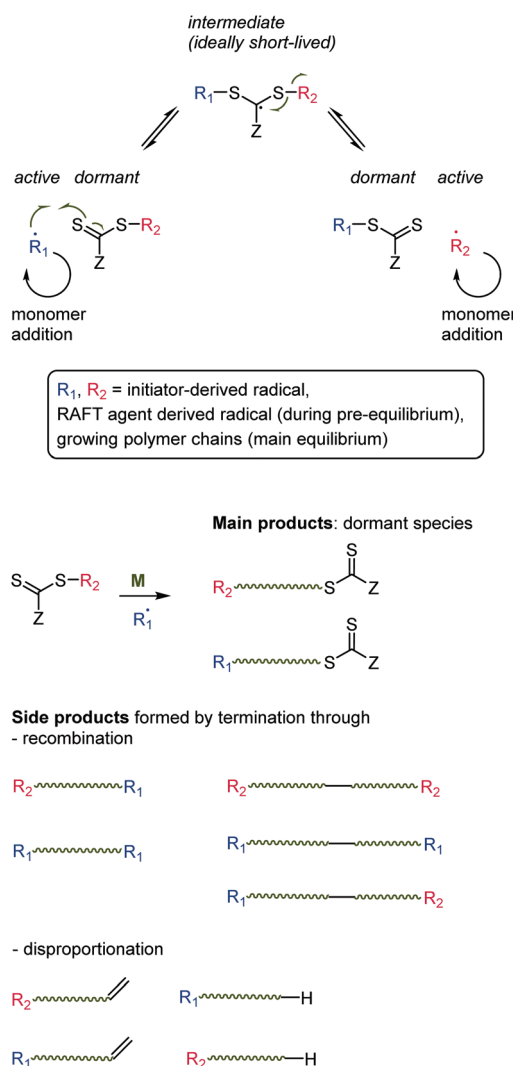 intermediate
(ideally short-lived)
R1 S S R2
Z
active dormant
dormant active
R1 S S R2
Z
R1 S S
Z
R2
monomer
addition
monomer
addition
R1, R2 = initiator-derived radical,
RAFT agent derived radical (during pre-equilibrium),
growing polymer chains (main equilibrium)
Main products: dormant species
S S R2
Z
M
R1
R2 S S Z
R1 S S Z
Side products formed by termination through
- recombination
R2 R1
R2 R2
R1 R1
R1 R1
R1 R2
- disproportionation
R2
R1 H
R1
R2 H